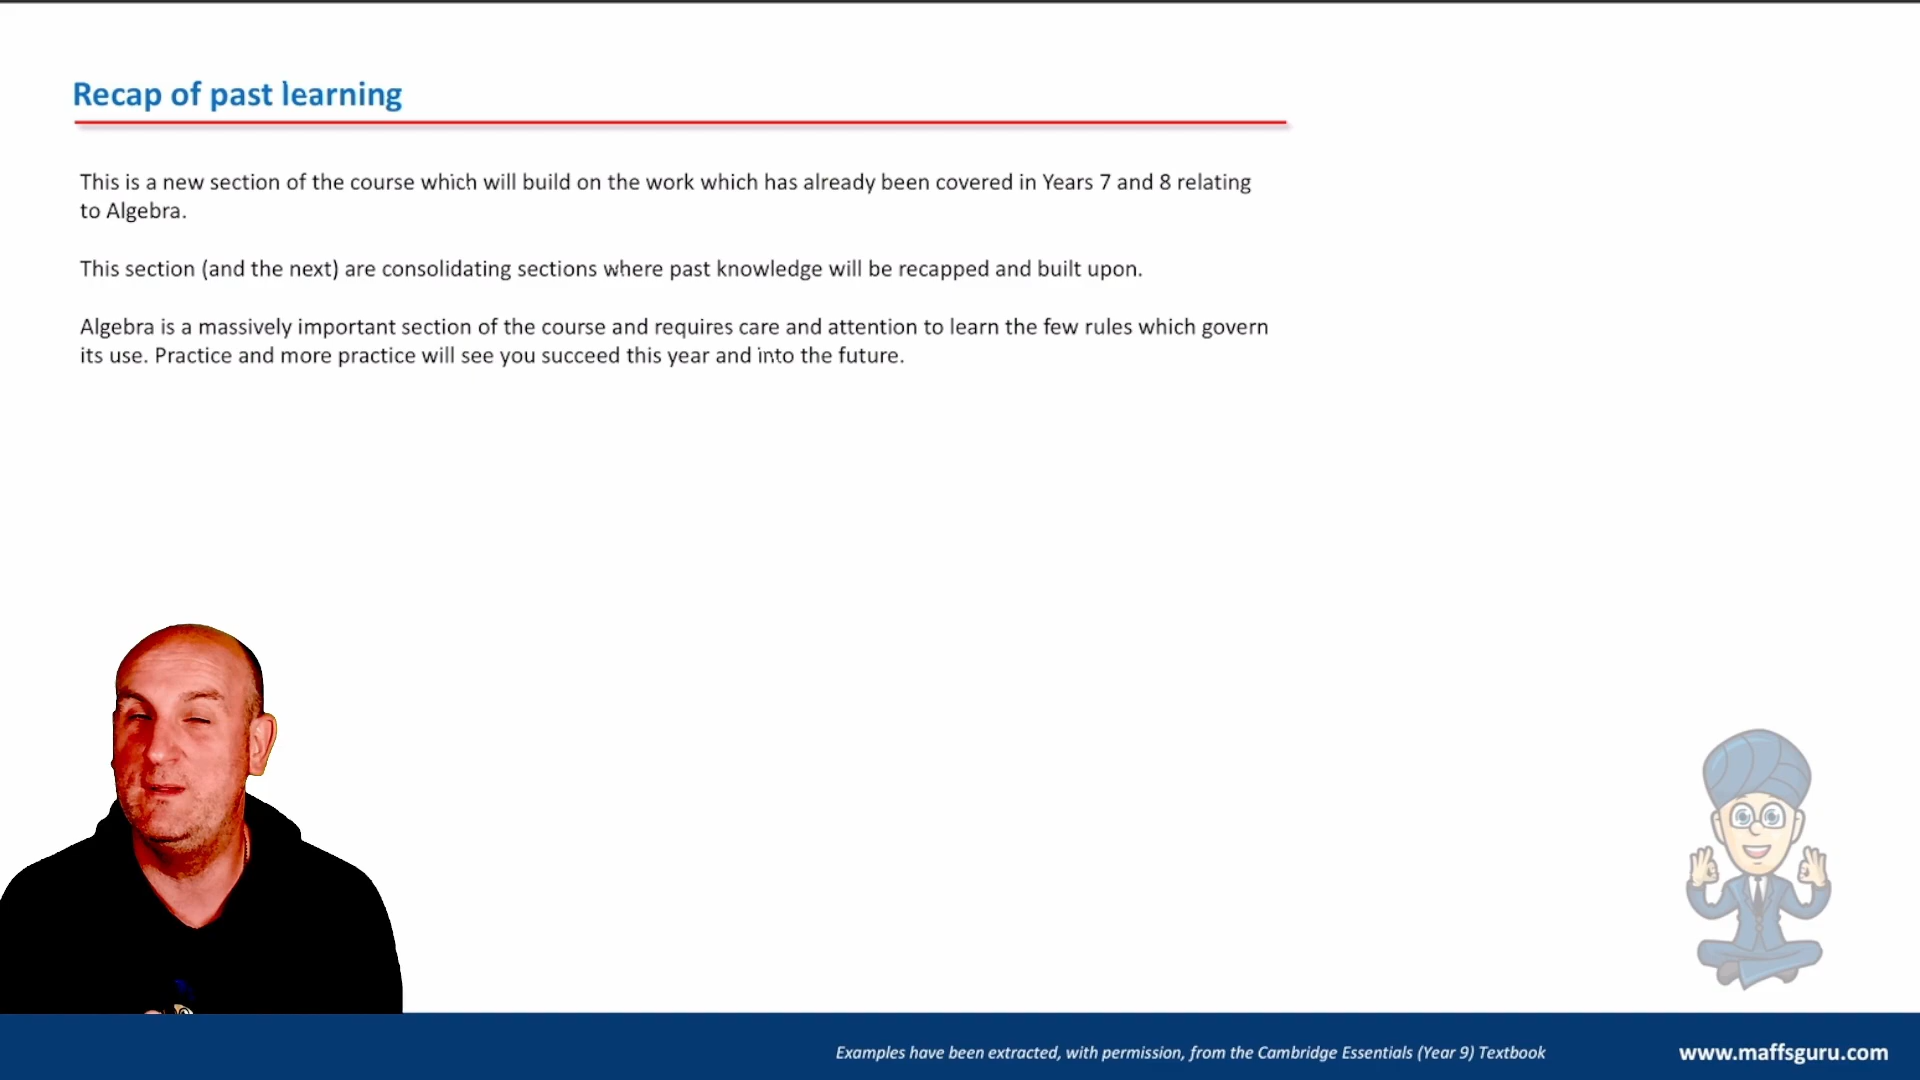 Recap of past learning
This is a new section of the course which will build on the work which has already been covered in Years 7 and 8 relating
to Algebra.
This section (and the next) are consolidating sections where past knowledge will be recapped and built upon.
Algebra is a massively important section of the course and requires care and attention to learn the few rules which govern
its use. Practice and more practice will see you succeed this year and into the future.
Examples have been extracted, with permission, from the Cambridge Essentials (Year 9) Textbook
www.maffsguru.com